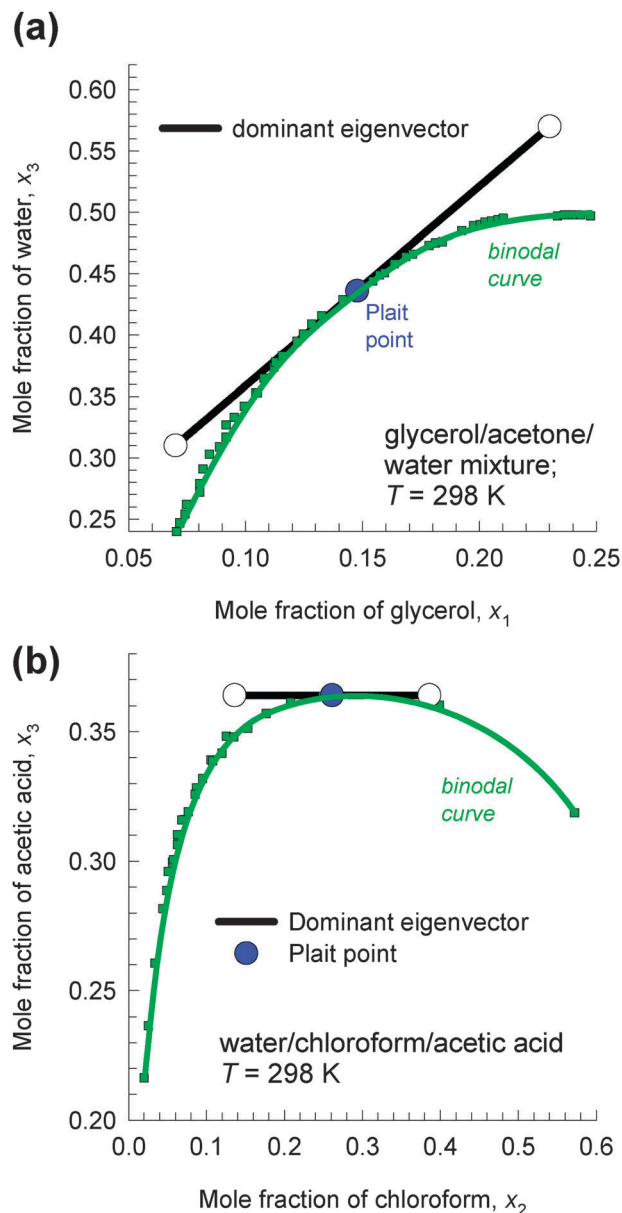 (a)
0.60
0.55
0.50
0.45
0.40
0.35
0.30
0.25
Mole fraction of water, x3
dominant eigenvector
binodal
curve
Plait
point
glycerol/acetone/
water mixture;
T = 298 K
0.05
0.10
0.15
0.20
0.25
Mole fraction of glycerol, x1
(b)
0.35
0.30
0.25
0.20
Mole fraction of acetic acid, x3
binodal
curve
Dominant eigenvector
Plait point
water/chloroform/acetic acid
T = 298 K
0.0
0.1
0.2
0.3
0.4
0.5
0.6
Mole fraction of chloroform, x2